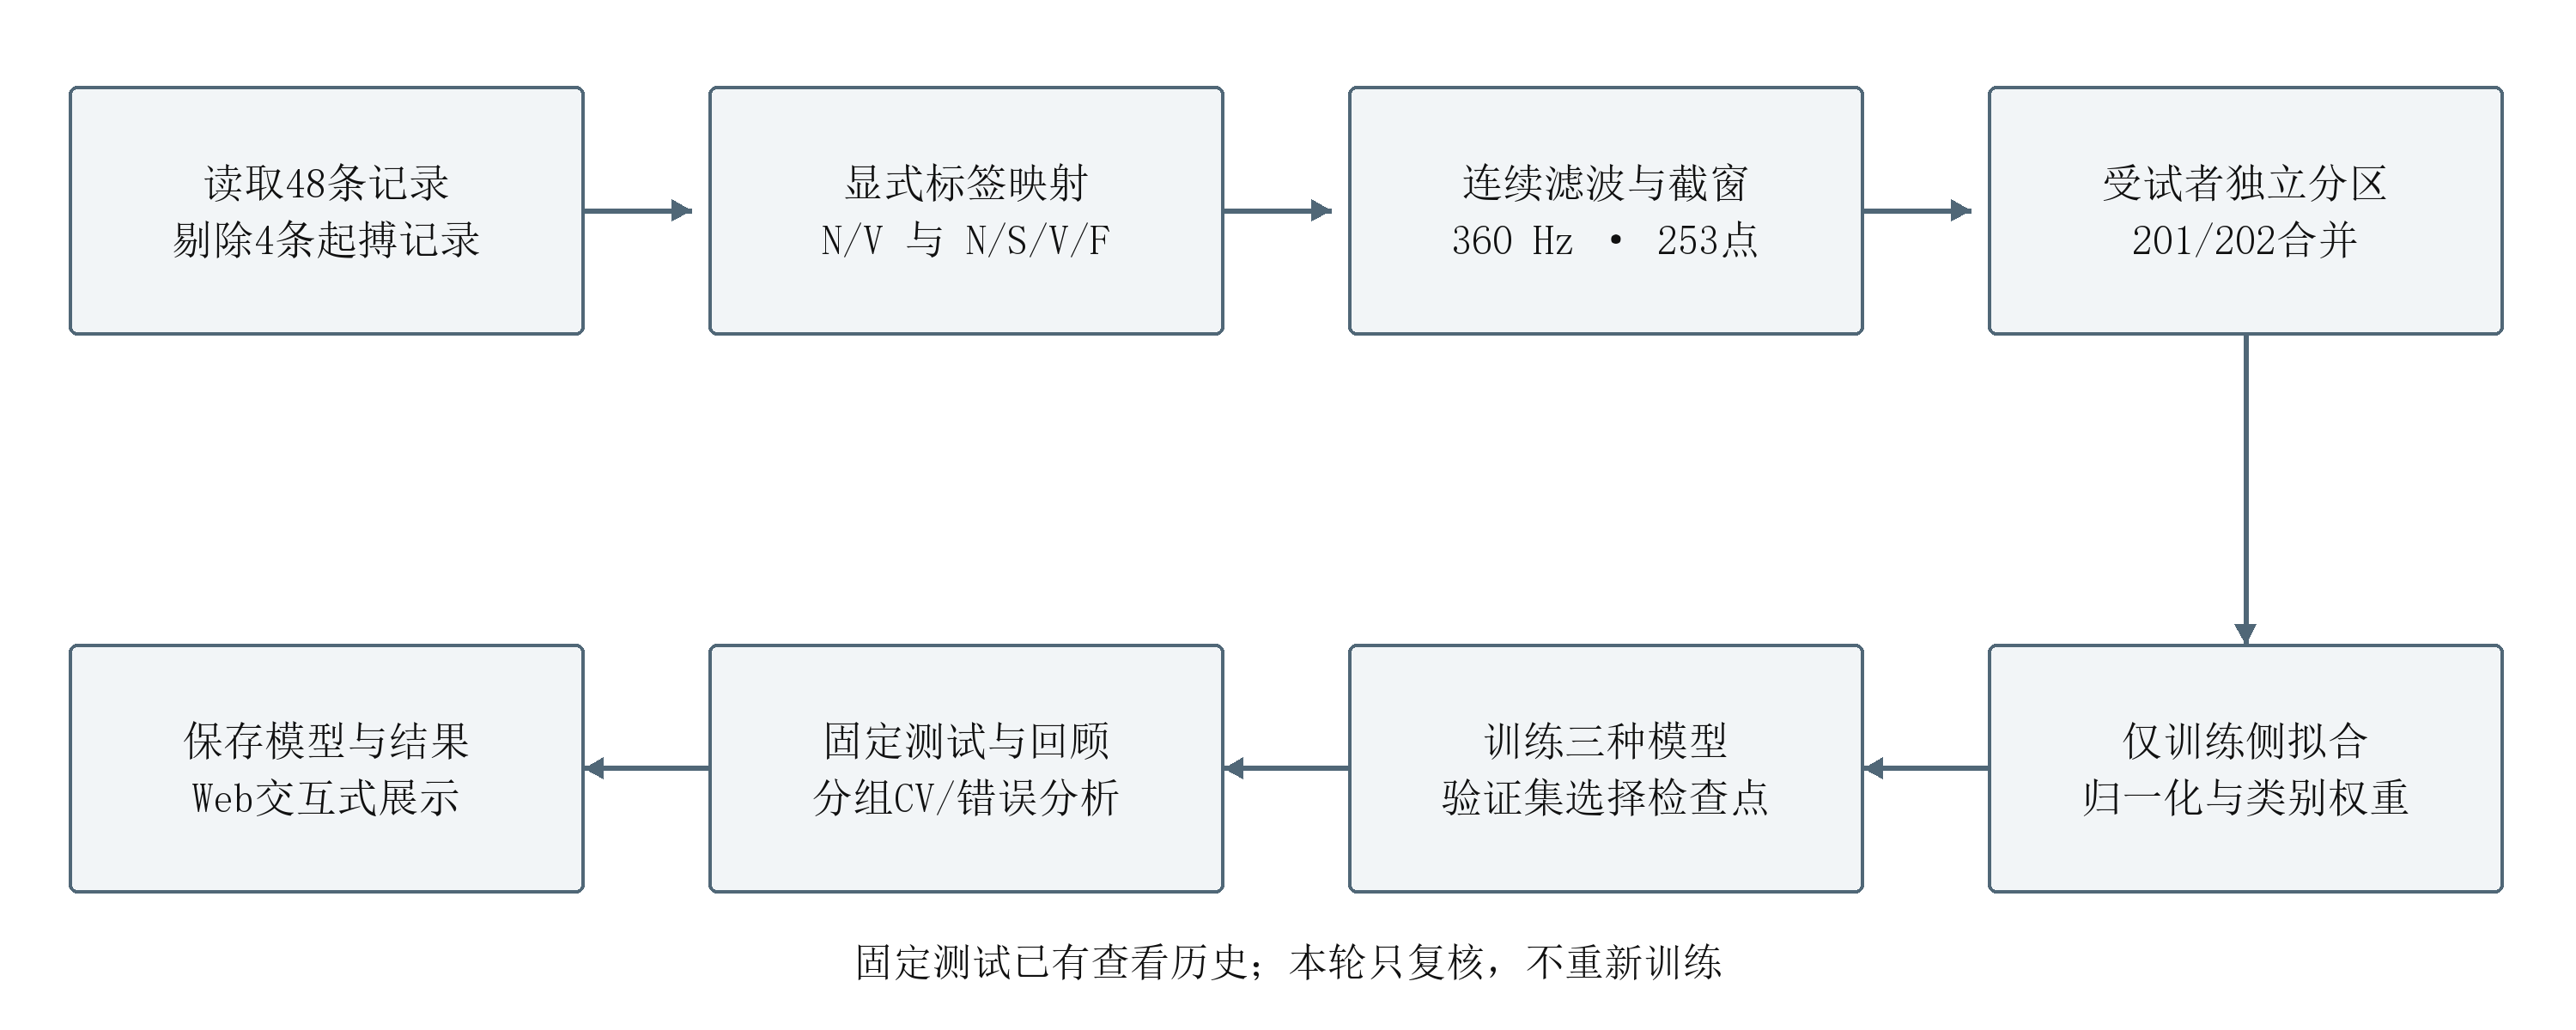 读取48条记录
剔除4条起搏记录
显式标签映射
N/V 与 N/S/V/F
连续滤波与截窗
360 Hz • 253点
受试者独立分区
201/202合并
仅训练侧拟合
归一化与类别权重
训练三种模型
验证集选择检查点
固定测试与回顾
分组CV/错误分析
保存模型与结果
Web交互式展示
固定测试已有查看历史；本轮只复核，不重新训练